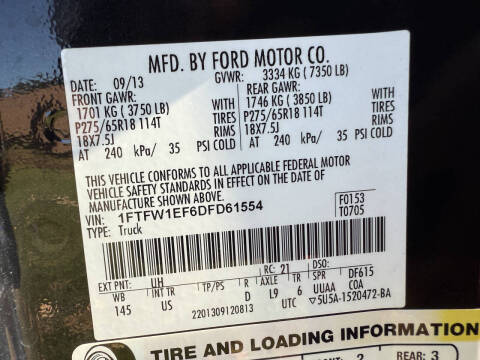 MFD. BY FORD MOTOR CO.
DATE: 09/13 GVWR: 3334 KG (7350 LB)
FRONT GAWR: REAR GAWR:
1701 KG (3750 LB) WITH 1746 KG (3850 LB) WITH
P275/65R18 114T TIRES P275/65R18 114T TIRES
18X7.5J RIMS 18X7.5J RIMS
AT 240 kPa/ 35 PSI COLD AT 240 kPa/ 35 PSI COLD
THIS VEHICLE CONFORMS TO ALL APPLICABLE FEDERAL MOTOR
VEHICLE SAFETY STANDARDS IN EFFECT ON THE DATE OF
MANUFACTURE SHOWN ABOVE.
VIN: 1FTFW1EF6DFD61554 F0153
TYPE: Truck T0705
EXT PNT: UH RC: 21 DSO:
WB INT TR TP/PS R AXLE TR SPR DF615
145 US D L9 6 UUAA COA
2201309120813 UTC ▽5U5A-1520472-BA
TIRE AND LOADING INFORMATION
FRONT: 2 REAR: 3